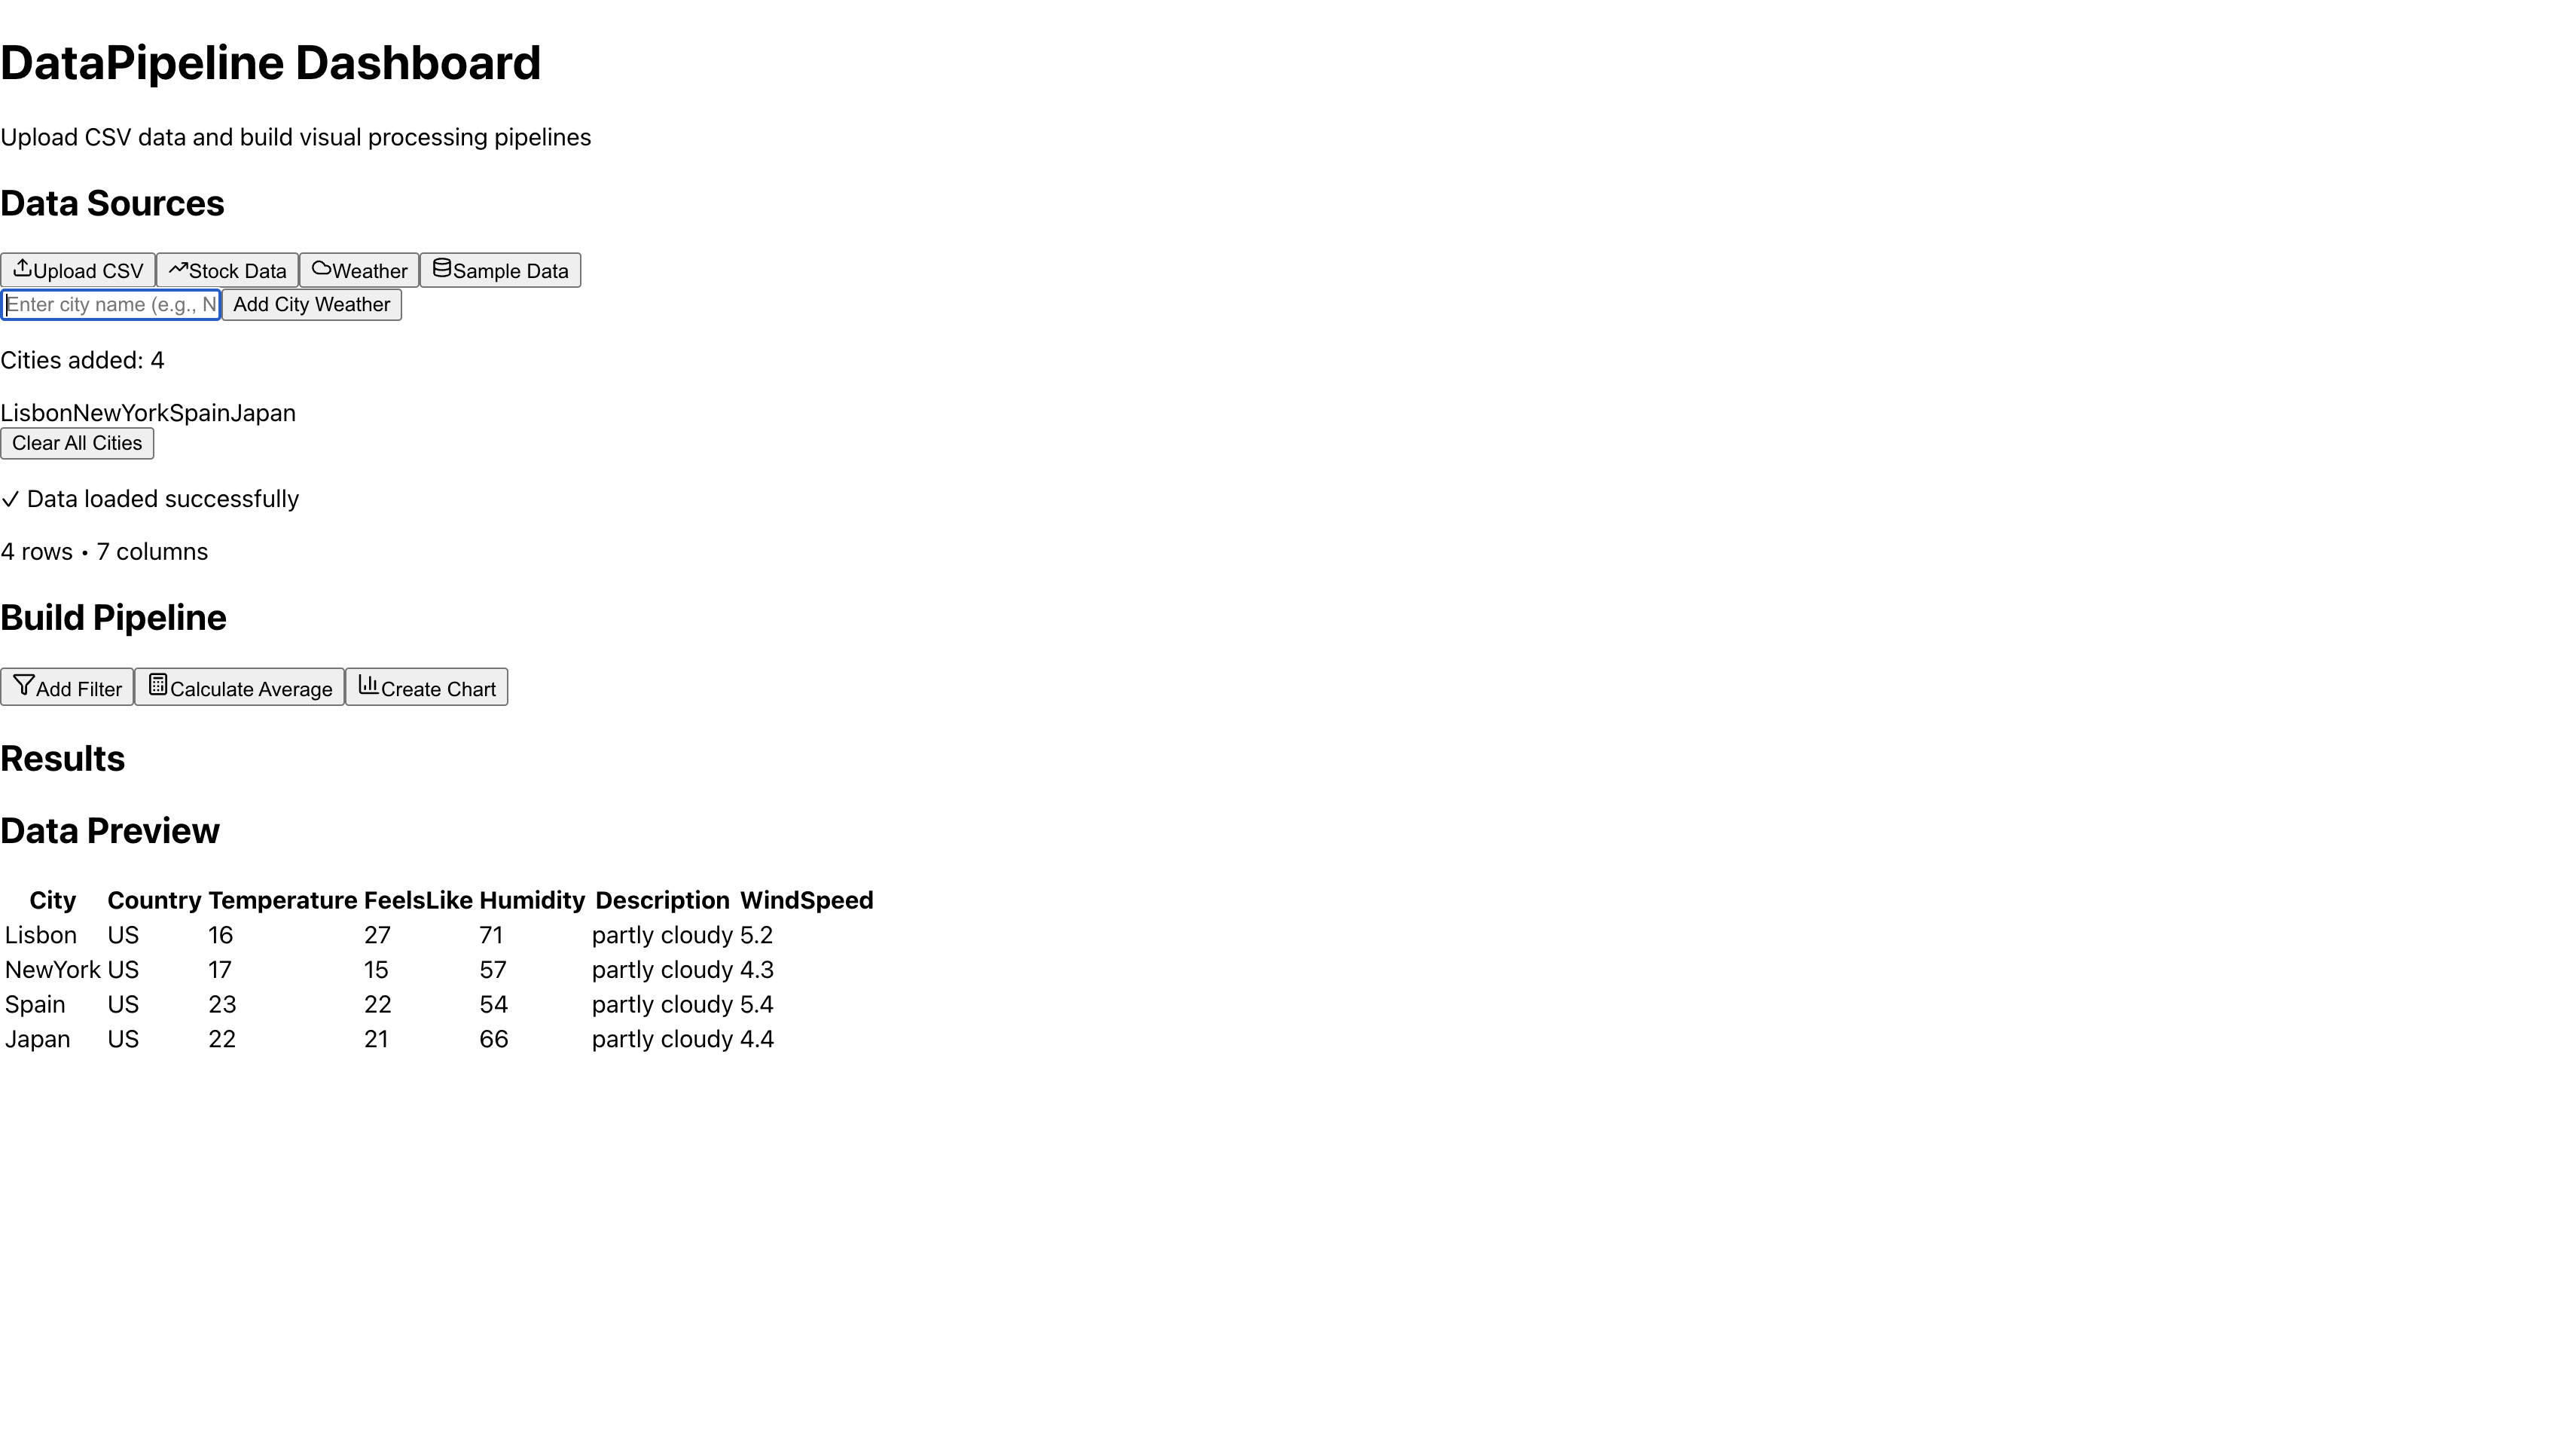 DataPipeline Dashboard
Upload CSV data and build visual processing pipelines
Data Sources
Upload CSV Stock Data Weather Sample Data
Enter city name (e.g., N Add City Weather
Cities added: 4
LisbonNewYorkSpainJapan
Clear All Cities
✓ Data loaded successfully
4 rows • 7 columns
Build Pipeline
Add Filter Calculate Average Create Chart
Results
Data Preview
City Country Temperature FeelsLike Humidity Description WindSpeed
Lisbon US 16 27 71 partly cloudy 5.2
NewYork US 17 15 57 partly cloudy 4.3
Spain US 23 22 54 partly cloudy 5.4
Japan US 22 21 66 partly cloudy 4.4